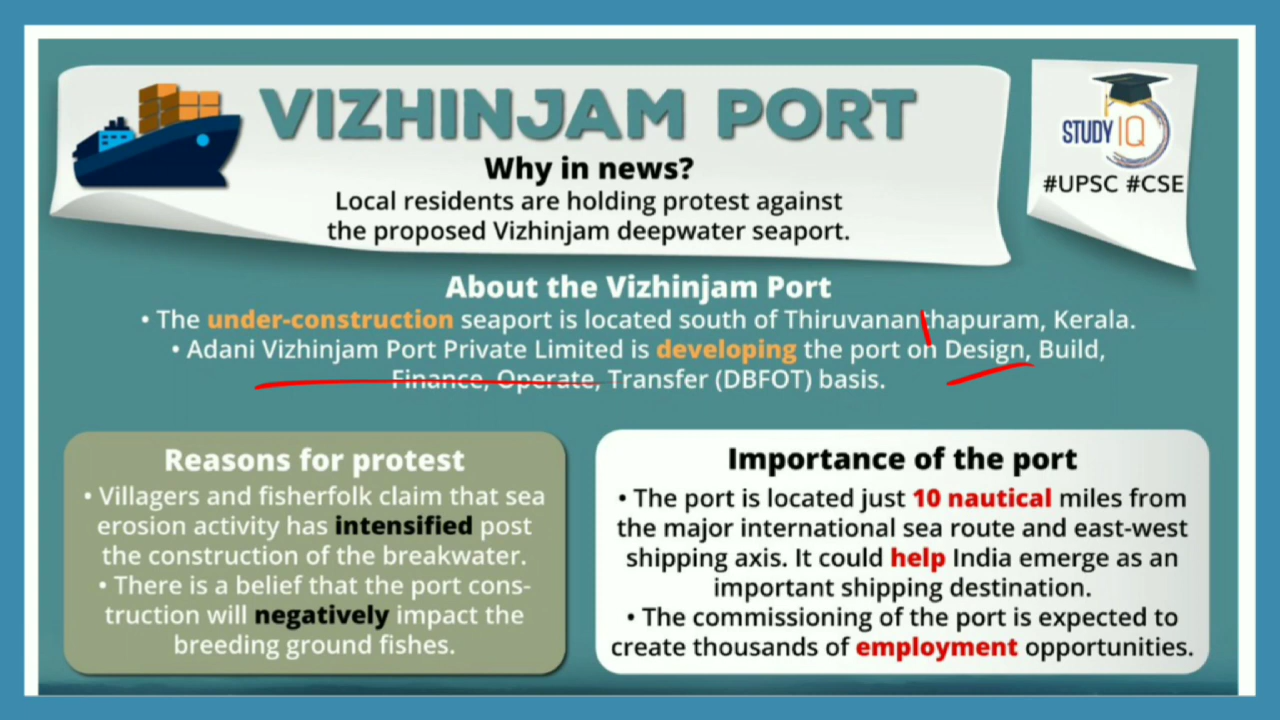 VIZHINJAM PORT
Why in news?
Local residents are holding protest against
the proposed Vizhinjam deepwater seaport.
STUDY IQ
#UPSC #CSE
About the Vizhinjam Port
• The under-construction seaport is located south of Thiruvananthapuram, Kerala.
• Adani Vizhinjam Port Private Limited is developing the port on Design, Build,
Finance, Operate, Transfer (DBFOT) basis.
Reasons for protest
• Villagers and fisherfolk claim that sea
erosion activity has intensified post
the construction of the breakwater.
• There is a belief that the port cons-
truction will negatively impact the
breeding ground fishes.
Importance of the port
• The port is located just 10 nautical miles from
the major international sea route and east-west
shipping axis. It could help India emerge as an
important shipping destination.
• The commissioning of the port is expected to
create thousands of employment opportunities.